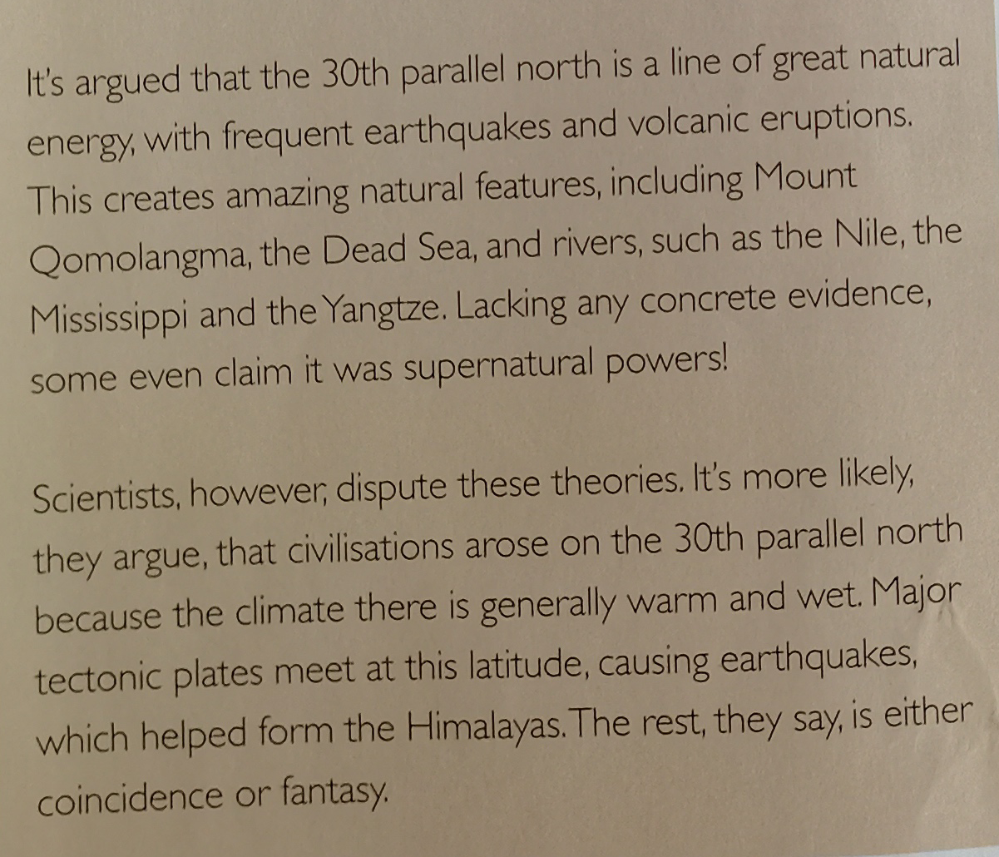 It's argued that the 30th parallel north is a line of great natural
energy, with frequent earthquakes and volcanic eruptions.
This creates amazing natural features, including Mount
Qomolangma, the Dead Sea, and rivers, such as the Nile, the
Mississippi and the Yangtze. Lacking any concrete evidence,
some even claim it was supernatural powers!
Scientists, however, dispute these theories. It's more likely,
they argue, that civilisations arose on the 30th parallel north
because the climate there is generally warm and wet. Major
tectonic plates meet at this latitude, causing earthquakes,
which helped form the Himalayas. The rest, they say, is either
coincidence or fantasy.